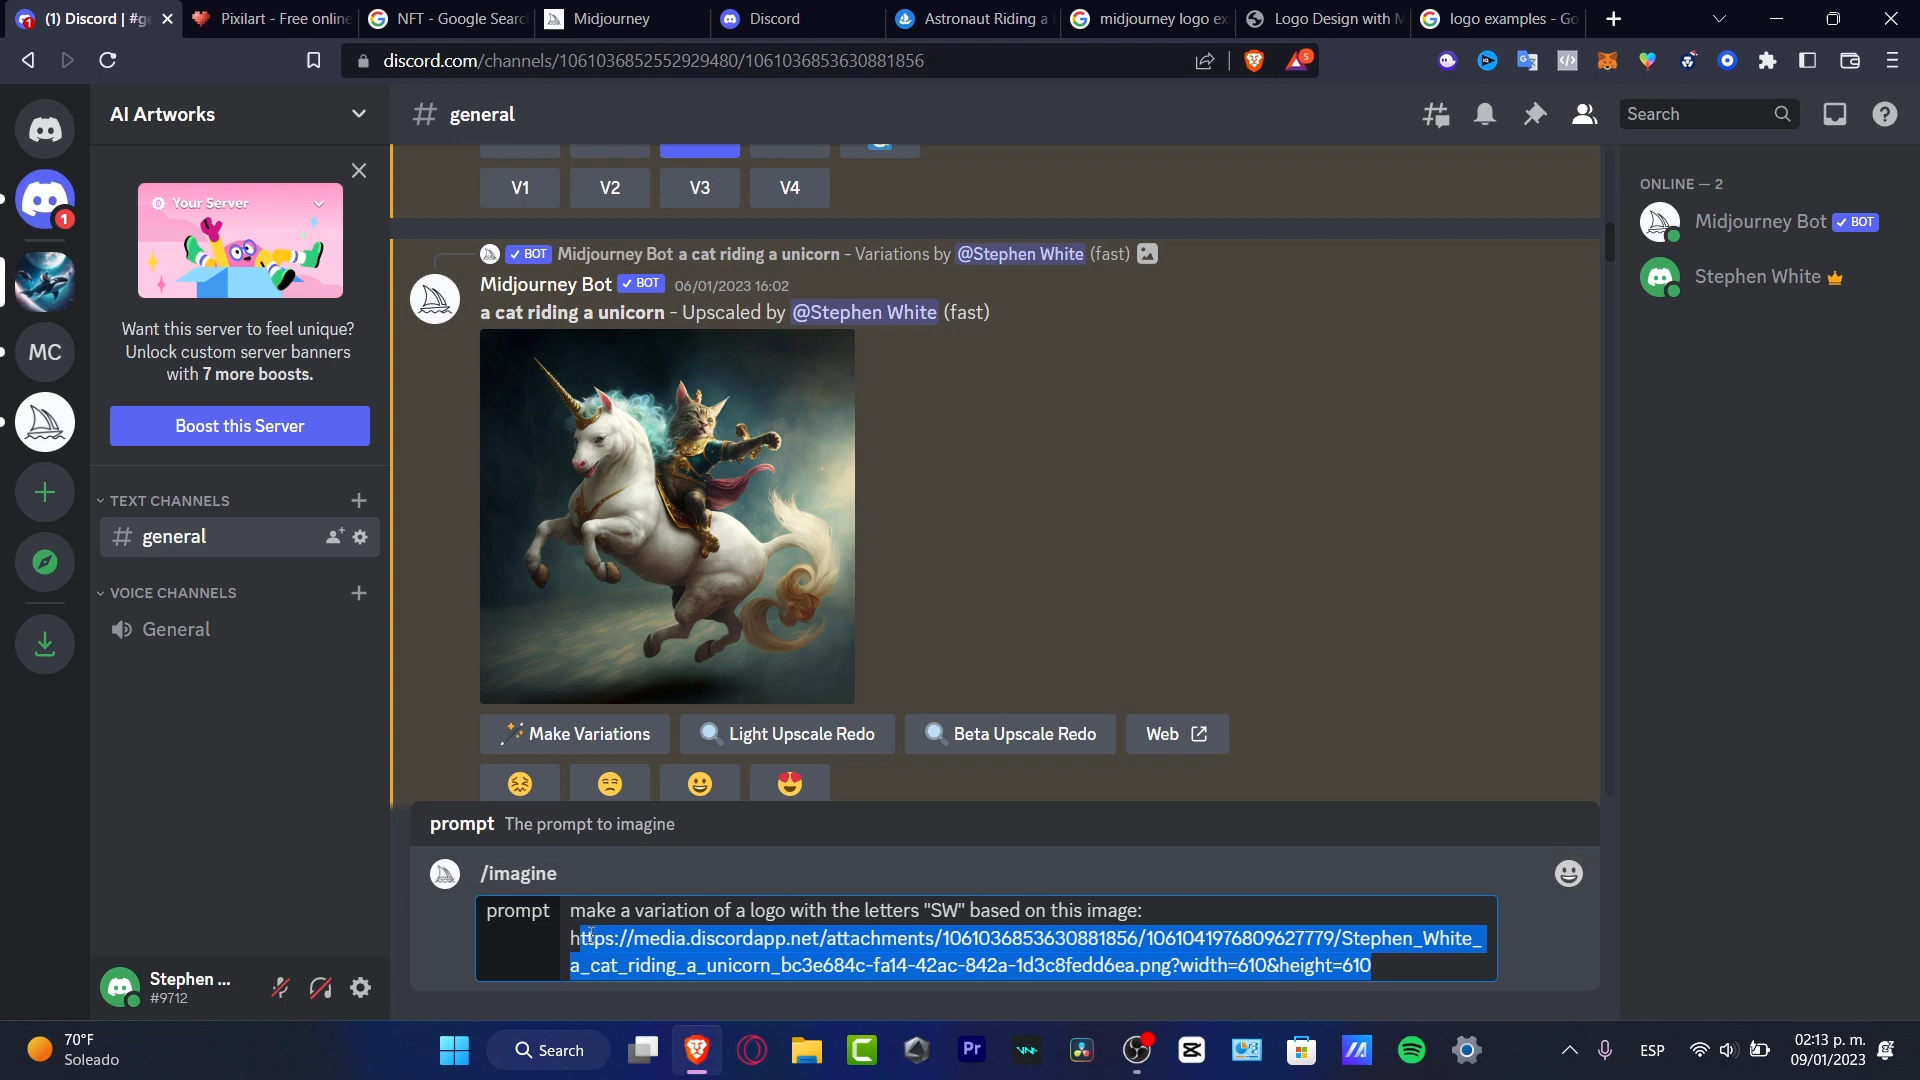 (1) Discord | #g
Pixilart - Free online
NFT - Google Searc
Midjourney
Discord
Astronaut Riding a
midjourney logo ex
Logo Design with M
logo examples - Go
discord.com/channels/1061036852552929480/1061036853630881856
5
AI Artworks
general
Search
Your Server
Want this server to feel unique?
Unlock custom server banners
with 7 more boosts.
Boost this Server
1
MC
TEXT CHANNELS
general
VOICE CHANNELS
General
Stephen ...
#9712
V1 V2 V3 V4
BOT Midjourney Bot a cat riding a unicorn - Variations by @Stephen White (fast)
Midjourney Bot BOT 06/01/2023 16:02
a cat riding a unicorn - Upscaled by @Stephen White (fast)
Make Variations Light Upscale Redo Beta Upscale Redo Web
prompt The prompt to imagine
/imagine
prompt make a variation of a logo with the letters "SW" based on this image:
https://media.discordapp.net/attachments/1061036853630881856/1061041976809627779/Stephen_White_
a_cat_riding_a_unicorn_bc3e684c-fa14-42ac-842a-1d3c8fedd6ea.png?width=610&height=610
ONLINE — 2
Midjourney Bot BOT
Stephen White
70°F
Soleado
Search
Pr
ESP
02:13 p. m.
09/01/2023